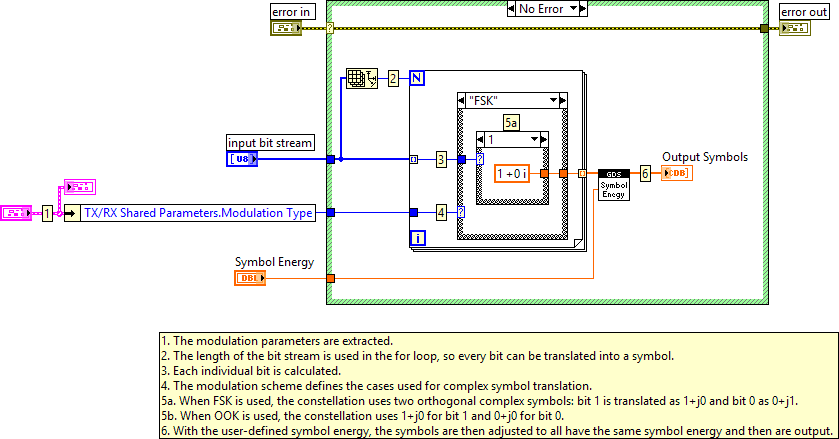 error in
No Error
error out
?
2
N
"FSK"
5a
input bit stream
1
Output Symbols
U8
3
?
1 +0 i
GDS
Symbol
Enegy
6
CDB
1
TX/RX Shared Parameters.Modulation Type
4
?
i
Symbol Energy
DBL
1. The modulation parameters are extracted.
2. The length of the bit stream is used in the for loop, so every bit can be translated into a symbol.
3. Each individual bit is calculated.
4. The modulation scheme defines the cases used for complex symbol translation.
5a. When FSK is used, the constellation uses two orthogonal complex symbols: bit 1 is translated as 1+j0 and bit 0 as 0+j1.
5b. When OOK is used, the constellation uses 1+j0 for bit 1 and 0+j0 for bit 0.
6. With the user-defined symbol energy, the symbols are then adjusted to all have the same symbol energy and then are output.